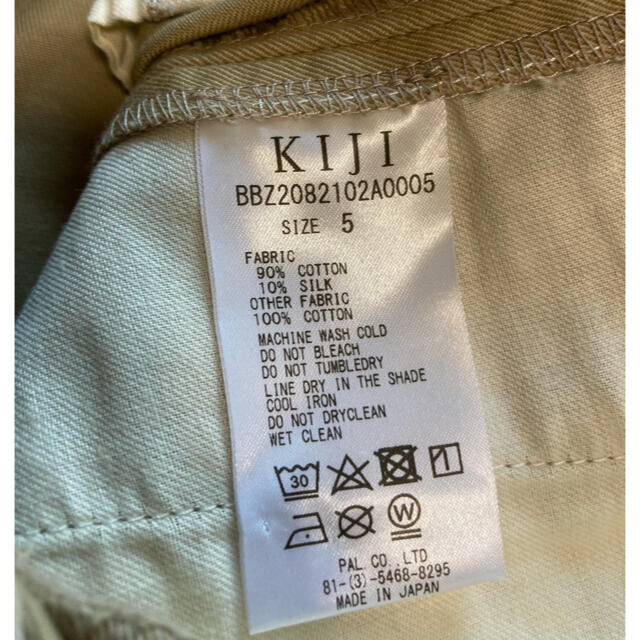 KIJI
BBZ2082102A0005
SIZE 5
FABRIC
90% COTTON
10% SILK
OTHER FABRIC
100% COTTON
MACHINE WASH COLD
DO NOT BLEACH
DO NOT TUMBLEDRY
LINE DRY IN THE SHADE
COOL IRON
DO NOT DRYCLEAN
WET CLEAN
30
W
PAL CO.,LTD
81-(3)-5468-8295
MADE IN JAPAN